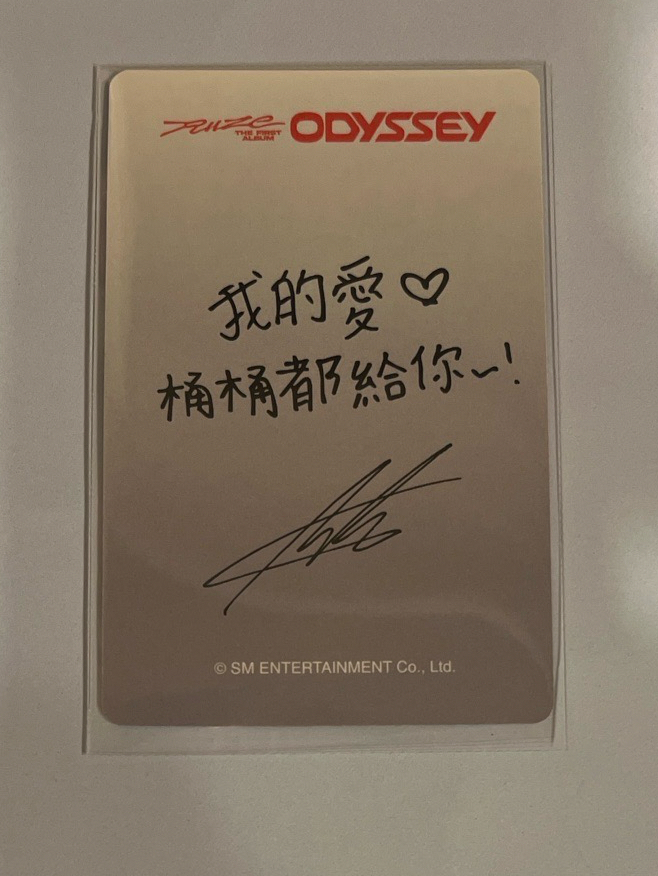 RIIZE THE FIRST ALBUM ODYSSEY
我的愛♡
桶桶都給你~!
© SM ENTERTAINMENT Co., Ltd.